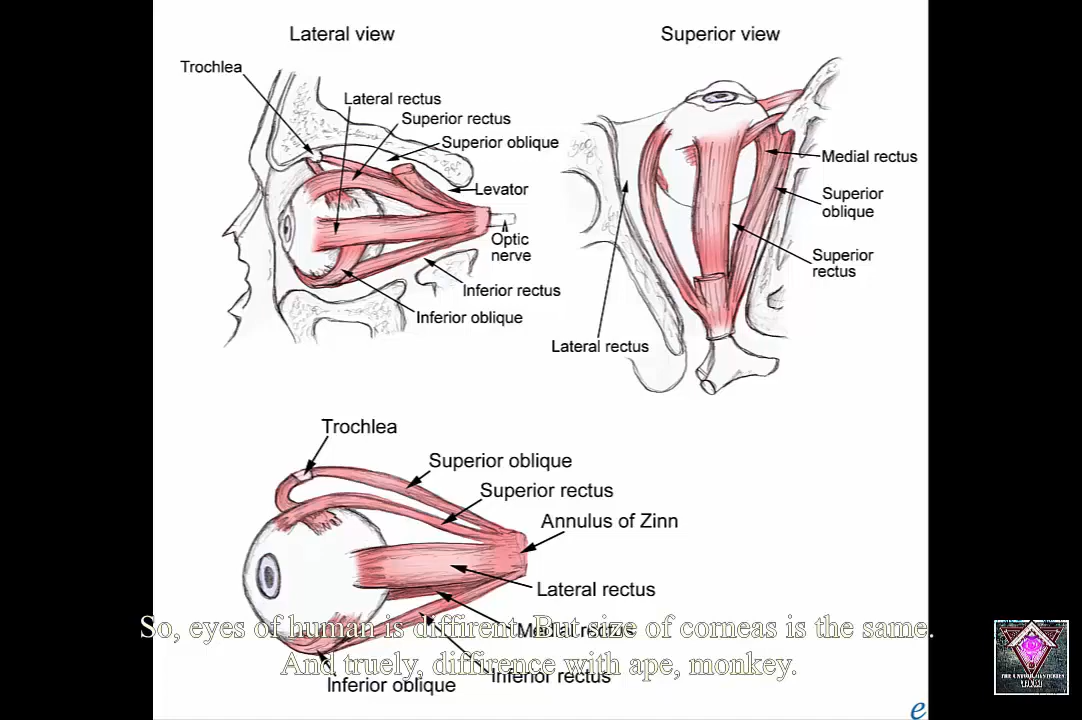 Lateral view
Trochlea
Lateral rectus
Superior rectus
Superior oblique
Levator
Optic
nerve
Inferior rectus
Inferior oblique
Superior view
Medial rectus
Superior
oblique
Superior
rectus
Lateral rectus
Trochlea
Superior oblique
Superior rectus
Annulus of Zinn
Lateral rectus
Medial rectus
Inferior rectus
Inferior oblique
So, eyes of human is diffirent. But size of corneas is the same.
And truely, diffirence with ape, monkey.
e